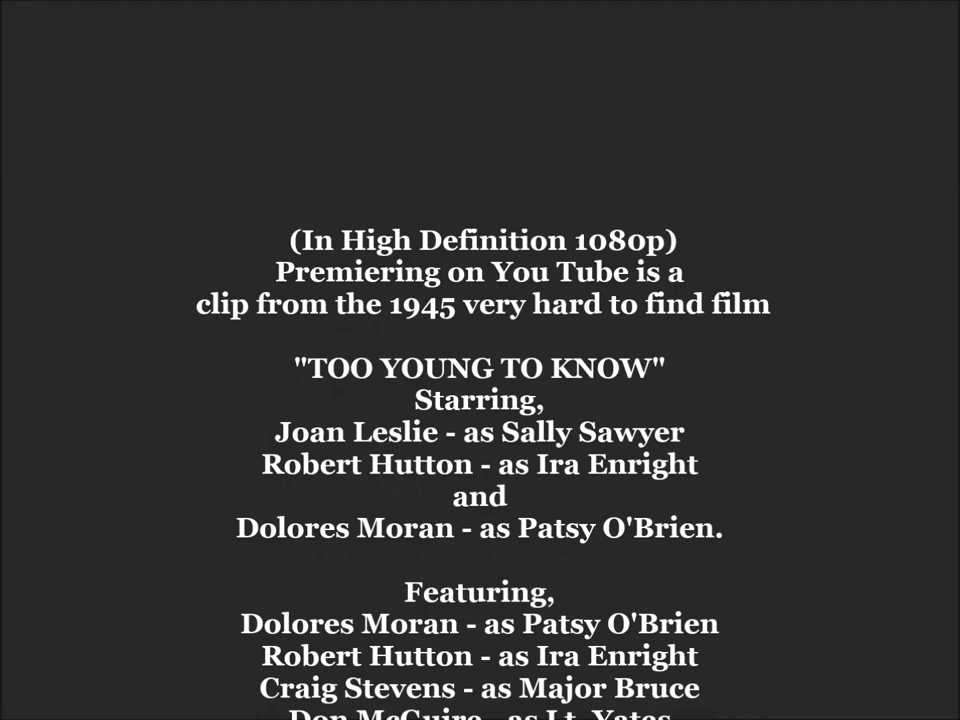 (In High Definition 1080p)
Premiering on You Tube is a
clip from the 1945 very hard to find film
"TOO YOUNG TO KNOW"
Starring,
Joan Leslie - as Sally Sawyer
Robert Hutton - as Ira Enright
and
Dolores Moran - as Patsy O'Brien.
Featuring,
Dolores Moran - as Patsy O'Brien
Robert Hutton - as Ira Enright
Craig Stevens - as Major Bruce
Don McGuire - as Lt. Yates